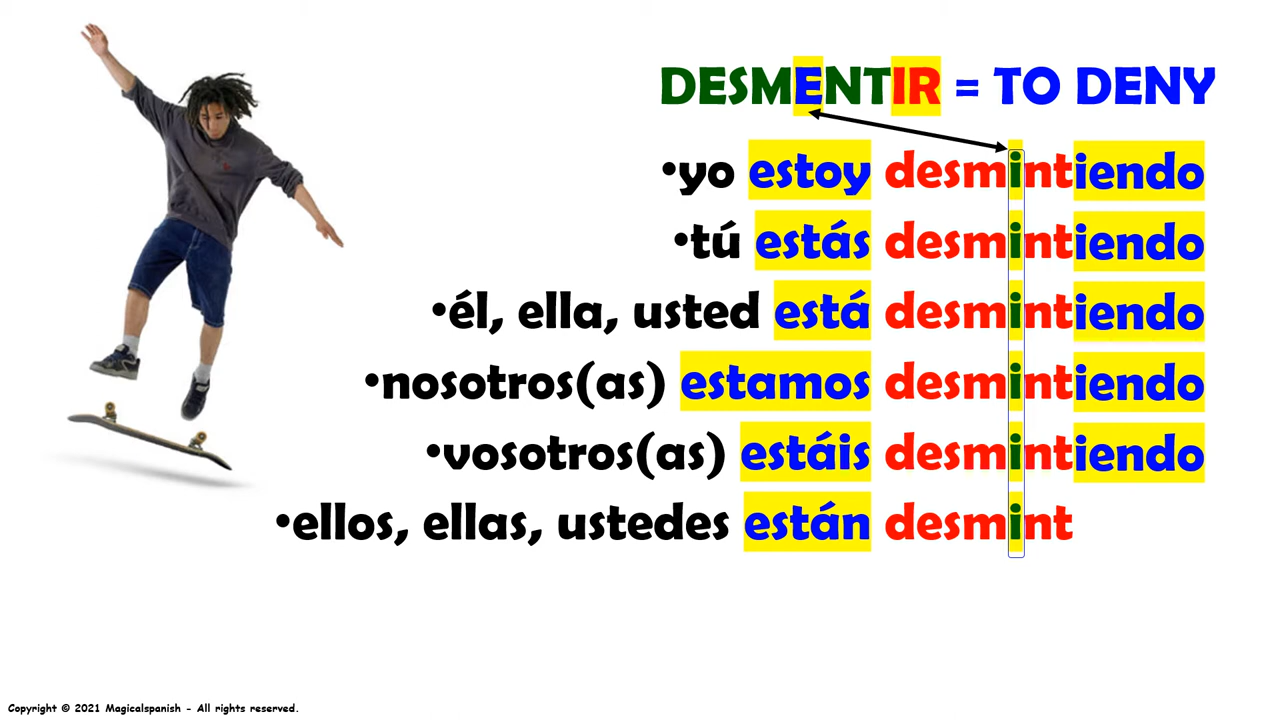 DESMENTIR = TO DENY
•yo estoy desmintiendo
•tú estás desmintiendo
•él, ella, usted está desmintiendo
•nosotros(as) estamos desmintiendo
•vosotros(as) estáis desmintiendo
•ellos, ellas, ustedes están desmint
Copyright © 2021 Magicalspanish - All rights reserved.